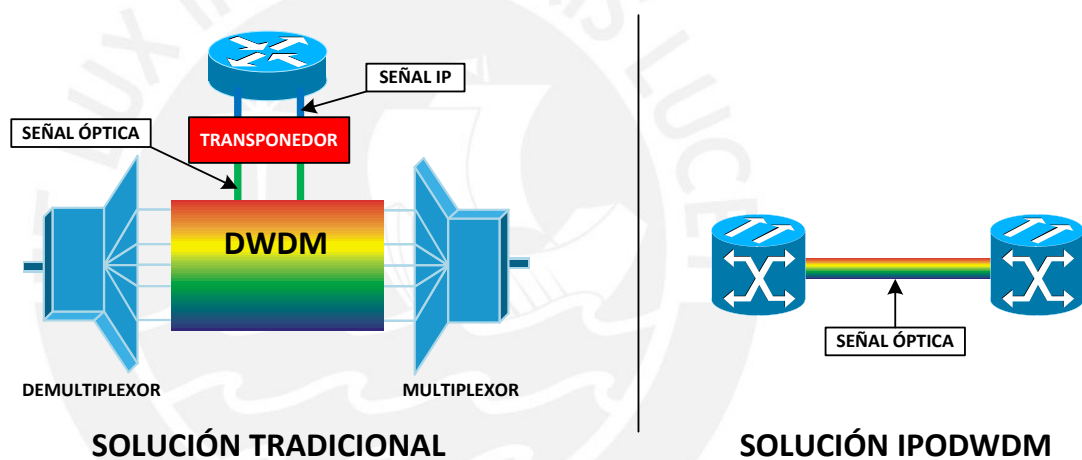 SEÑAL IP
SEÑAL ÓPTICA
TRANSPONEDOR
DWDM
DEMULTIPLEXOR
MULTIPLEXOR
SOLUCIÓN TRADICIONAL
SEÑAL ÓPTICA
SOLUCIÓN IPODWDM